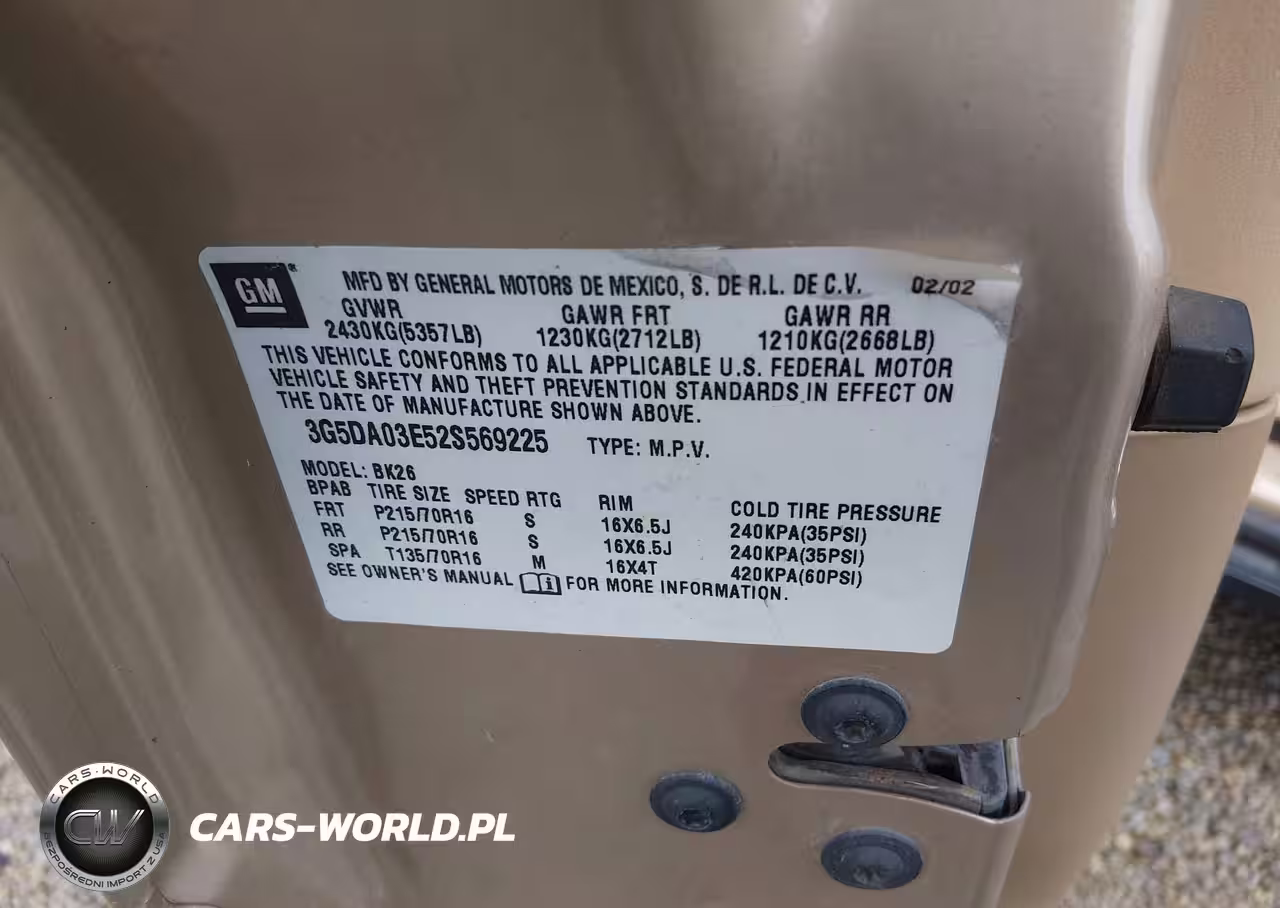 GM®
MFD BY GENERAL MOTORS DE MEXICO, S. DE R.L. DE C.V. 02/02
GVWR GAWR FRT GAWR RR
2430KG(5357LB) 1230KG(2712LB) 1210KG(2668LB)
THIS VEHICLE CONFORMS TO ALL APPLICABLE U.S. FEDERAL MOTOR
VEHICLE SAFETY AND THEFT PREVENTION STANDARDS IN EFFECT ON
THE DATE OF MANUFACTURE SHOWN ABOVE.
3G5DA03E52S569225 TYPE: M.P.V.
MODEL: BK26
BPAB TIRE SIZE SPEED RTG RIM COLD TIRE PRESSURE
FRT P215/70R16 S 16X6.5J 240KPA(35PSI)
RR P215/70R16 S 16X6.5J 240KPA(35PSI)
SPA T135/70R16 M 16X4T 420KPA(60PSI)
SEE OWNER'S MANUAL FOR MORE INFORMATION.
CARS-WORLD
CW
BEZPOŚREDNI IMPORT Z USA
CARS-WORLD.PL